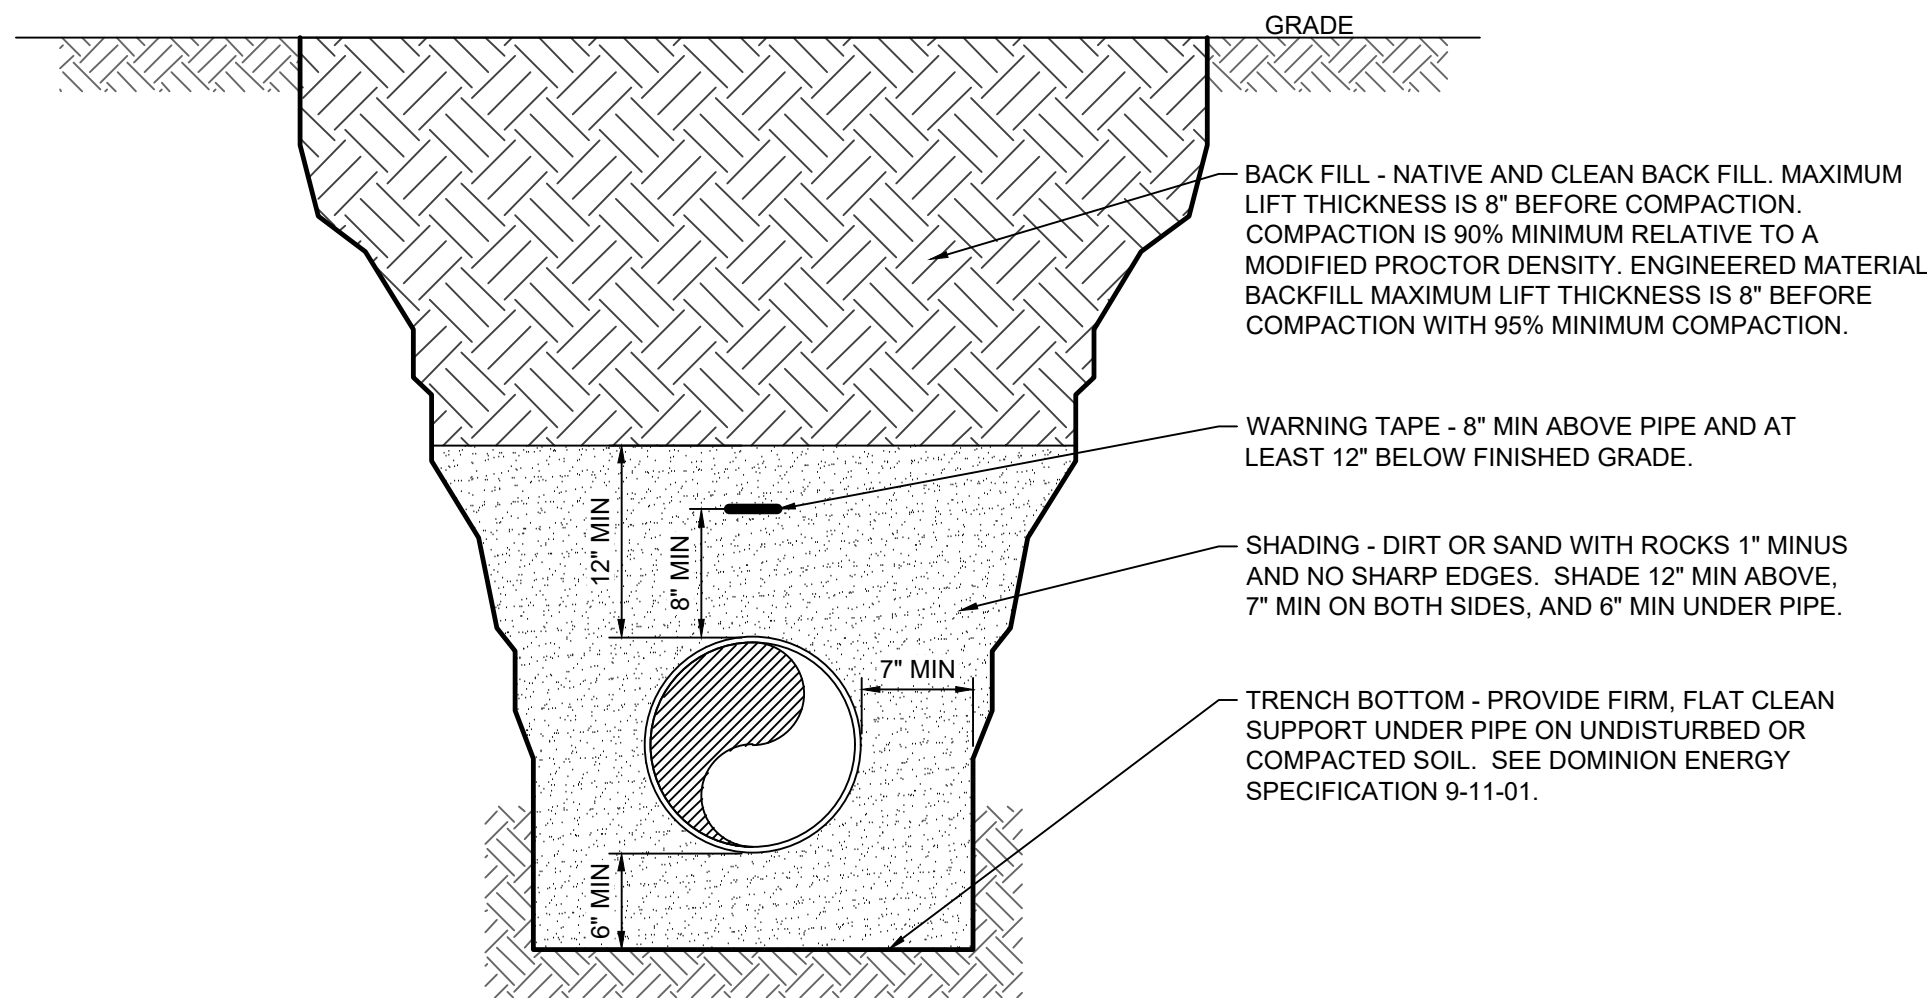 GRADE
BACK FILL - NATIVE AND CLEAN BACK FILL. MAXIMUM
LIFT THICKNESS IS 8" BEFORE COMPACTION.
COMPACTION IS 90% MINIMUM RELATIVE TO A
MODIFIED PROCTOR DENSITY. ENGINEERED MATERIAL
BACKFILL MAXIMUM LIFT THICKNESS IS 8" BEFORE
COMPACTION WITH 95% MINIMUM COMPACTION.
WARNING TAPE - 8" MIN ABOVE PIPE AND AT
LEAST 12" BELOW FINISHED GRADE.
12" MIN
8" MIN
SHADING - DIRT OR SAND WITH ROCKS 1" MINUS
AND NO SHARP EDGES. SHADE 12" MIN ABOVE,
7" MIN ON BOTH SIDES, AND 6" MIN UNDER PIPE.
7" MIN
TRENCH BOTTOM - PROVIDE FIRM, FLAT CLEAN
SUPPORT UNDER PIPE ON UNDISTURBED OR
COMPACTED SOIL. SEE DOMINION ENERGY
SPECIFICATION 9-11-01.
6" MIN